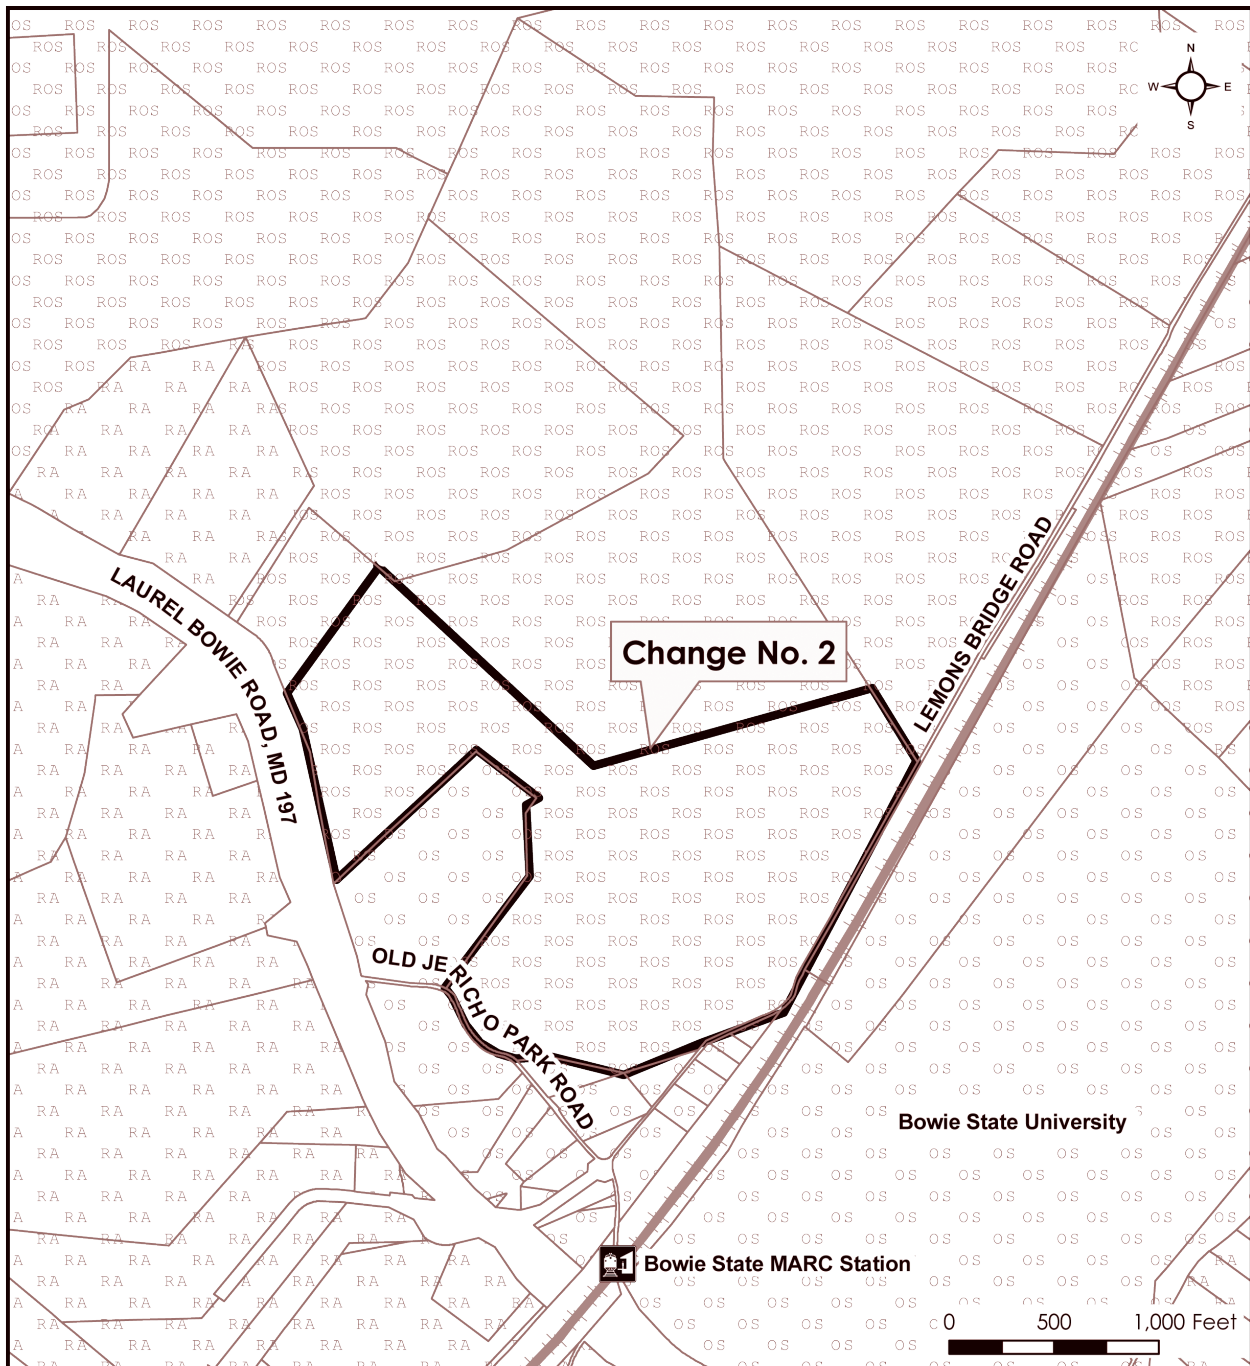 N
W E
S
LAUREL BOWIE ROAD, MD 197
LEMONS BRIDGE ROAD
Change No. 2
OLD JERICHO PARK ROAD
Bowie State University
Bowie State MARC Station
0 500 1,000 Feet
ROS
RA
OS